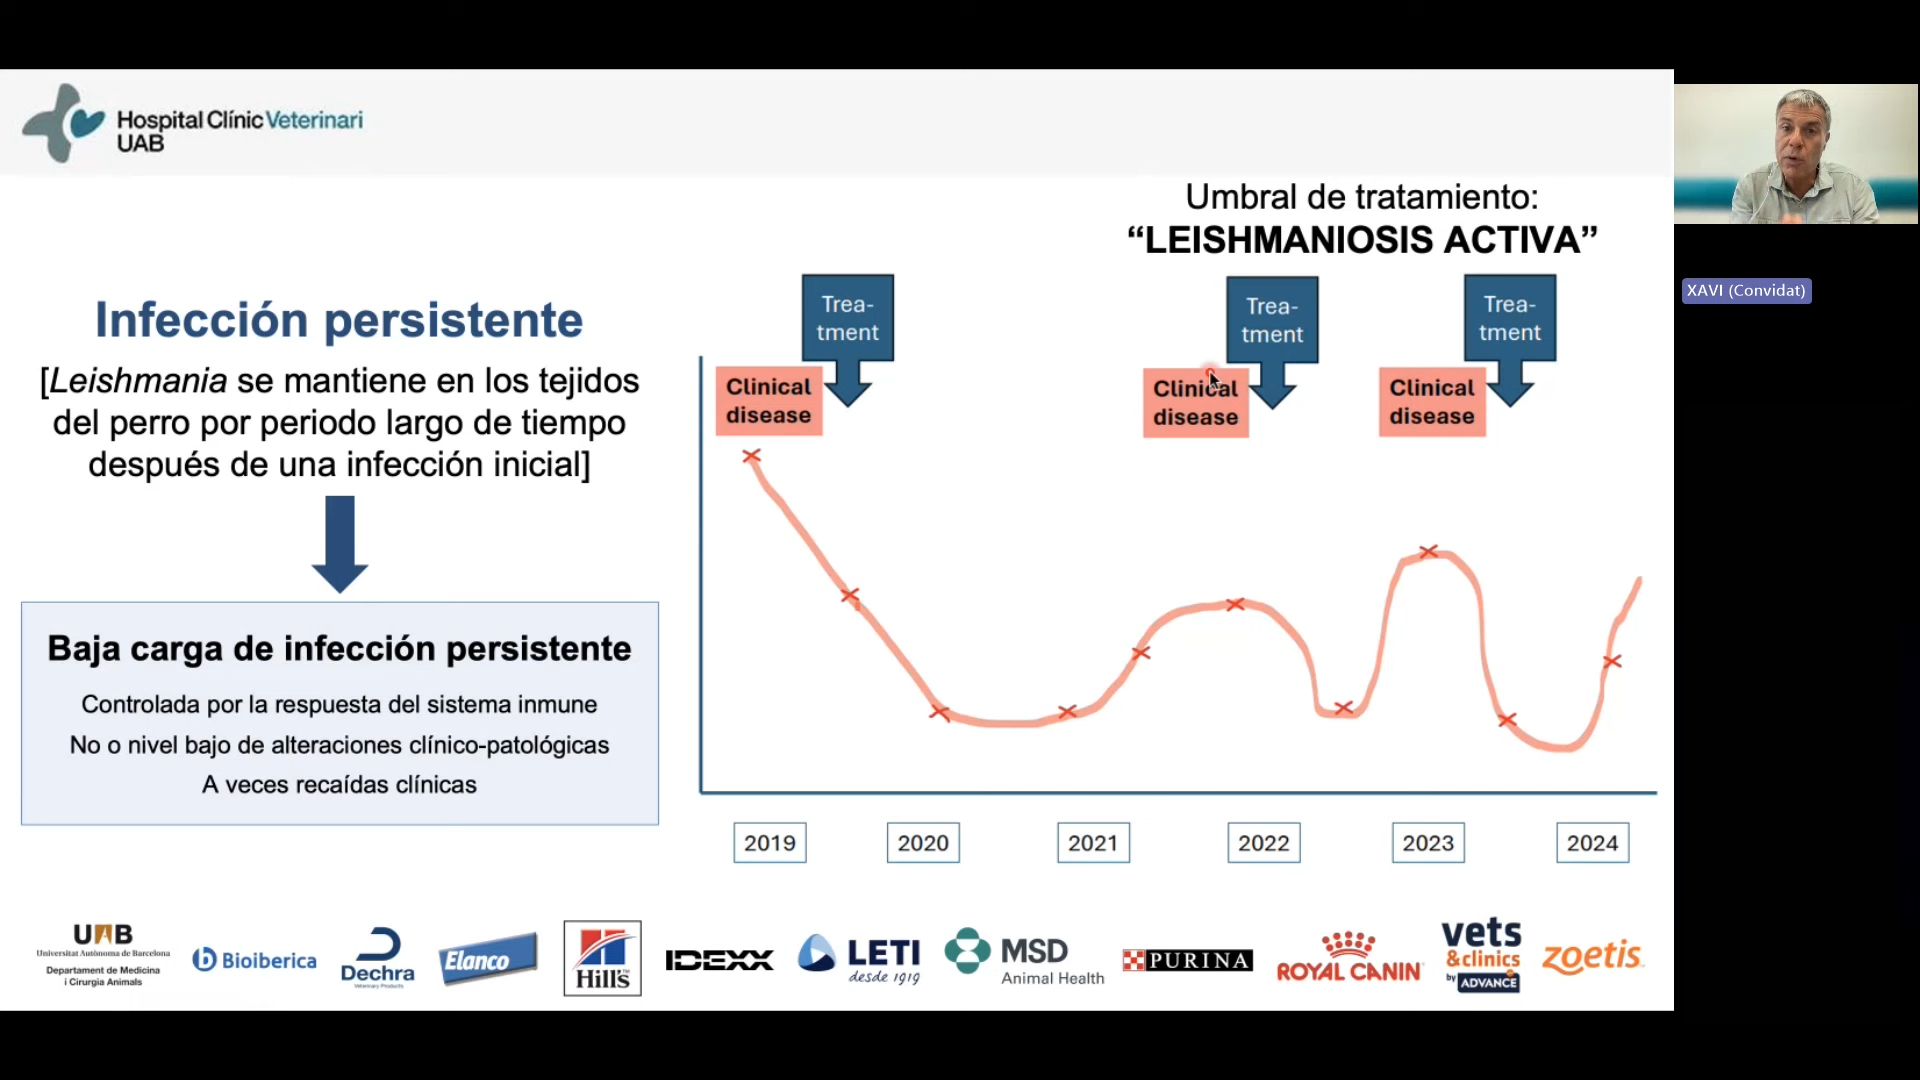 Hospital Clínic Veterinari
UAB
Umbral de tratamiento:
“LEISHMANIOSIS ACTIVA”
Infección persistente
[Leishmania se mantiene en los tejidos
del perro por periodo largo de tiempo
después de una infección inicial]
Baja carga de infección persistente
Controlada por la respuesta del sistema inmune
No o nivel bajo de alteraciones clínico-patológicas
A veces recaídas clínicas
Trea-
tment
Clinical
disease
Trea-
tment
Clinical
disease
Trea-
tment
Clinical
disease
2019
2020
2021
2022
2023
2024
XAVI (Convidat)
UAB
Universitat Autònoma de Barcelona
Departament de Medicina
i Cirurgia Animals
Bioiberica
Dechra
Veterinary Products
Elanco
Hill's
IDEXX
LETI
desde 1919
MSD
Animal Health
PURINA
ROYAL CANIN
vets
&clinics
by ADVANCE
zoetis